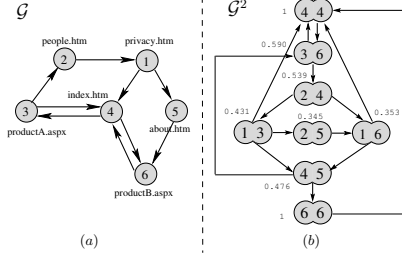 𝒢
people.htm
privacy.htm
2
1
index.htm
3
4
5
productA.aspx
about.htm
6
productB.aspx
(a)
𝒢²
1
4 4
0.590
3 6
0.539
2 4
0.431
0.345
0.353
1 3
2 5
1 6
4 5
0.476
1
6 6
(b)